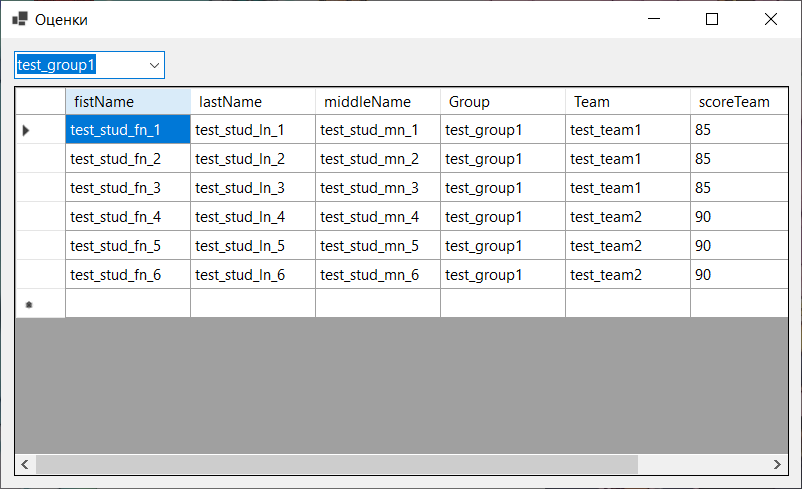 Оценки
test_group1
fistName lastName middleName Group Team scoreTeam
test_stud_fn_1 test_stud_ln_1 test_stud_mn_1 test_group1 test_team1 85
test_stud_fn_2 test_stud_ln_2 test_stud_mn_2 test_group1 test_team1 85
test_stud_fn_3 test_stud_ln_3 test_stud_mn_3 test_group1 test_team1 85
test_stud_fn_4 test_stud_ln_4 test_stud_mn_4 test_group1 test_team2 90
test_stud_fn_5 test_stud_ln_5 test_stud_mn_5 test_group1 test_team2 90
test_stud_fn_6 test_stud_ln_6 test_stud_mn_6 test_group1 test_team2 90